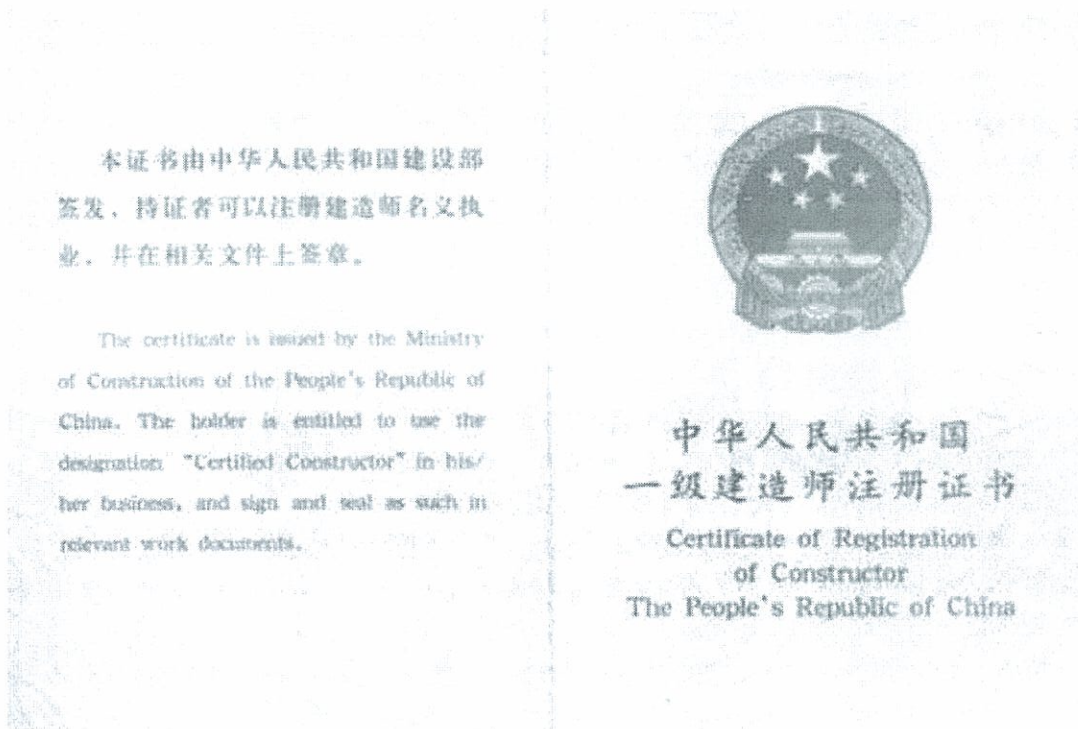 本证书由中华人民共和国建设部
签发，持证者可以注册建造师名义执
业，并在相关文件上签章。
The certificate is issued by the Ministry
of Construction of the People's Republic of
China. The holder is entitled to use the
designation "Certified Constructor" in his/
her business, and sign and seal as such in
relevant work documents.
中华人民共和国
一级建造师注册证书
Certificate of Registration
of Constructor
The People's Republic of China